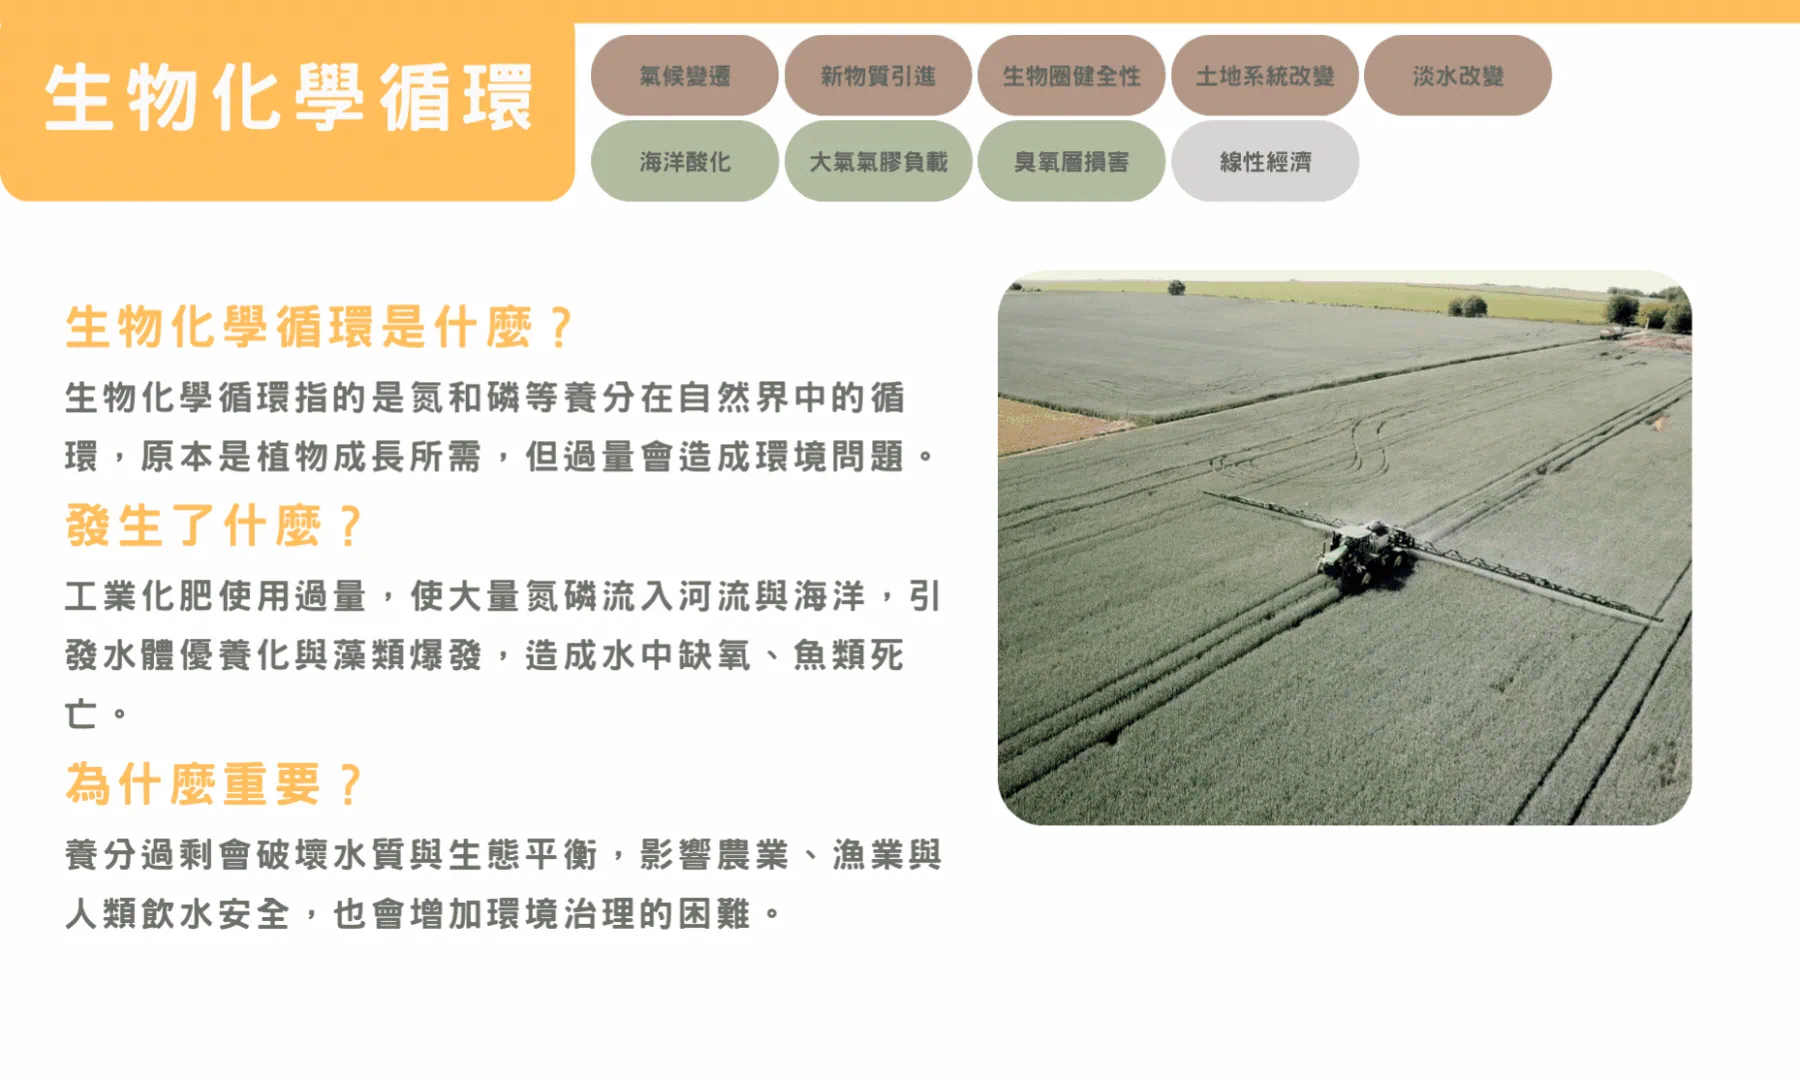 生物化學循環
氣候變遷
新物質引進
生物圈健全性
土地系統改變
淡水改變
海洋酸化
大氣氣膠負載
臭氧層損害
線性經濟
生物化學循環是什麼？
生物化學循環指的是氮和磷等養分在自然界中的循
環，原本是植物成長所需，但過量會造成環境問題。
發生了什麼？
工業化肥使用過量，使大量氮磷流入河流與海洋，引
發水體優養化與藻類爆發，造成水中缺氧、魚類死
亡。
為什麼重要？
養分過剩會破壞水質與生態平衡，影響農業、漁業與
人類飲水安全，也會增加環境治理的困難。